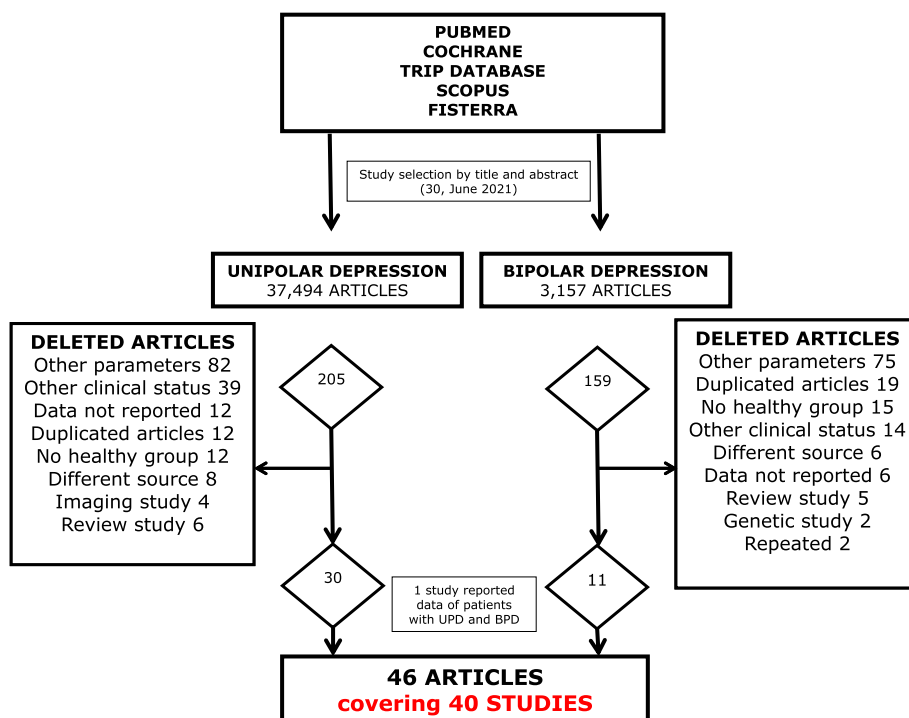 PUBMED
COCHRANE
TRIP DATABASE
SCOPUS
FISTERRA
Study selection by title and abstract
(30, June 2021)
UNIPOLAR DEPRESSION
37,494 ARTICLES
BIPOLAR DEPRESSION
3,157 ARTICLES
DELETED ARTICLES
Other parameters 82
Other clinical status 39
Data not reported 12
Duplicated articles 12
No healthy group 12
Different source 8
Imaging study 4
Review study 6
205
159
DELETED ARTICLES
Other parameters 75
Duplicated articles 19
No healthy group 15
Other clinical status 14
Different source 6
Data not reported 6
Review study 5
Genetic study 2
Repeated 2
30
1 study reported
data of patients
with UPD and BPD
11
46 ARTICLES
covering 40 STUDIES